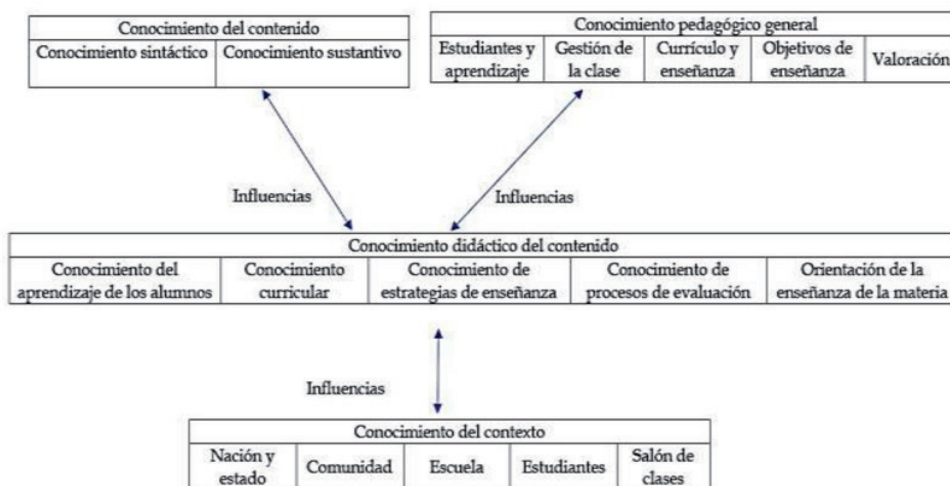 Conocimiento del contenido
Conocimiento sintáctico
Conocimiento sustantivo
Conocimiento pedagógico general
Estudiantes y
aprendizaje
Gestión de
la clase
Currículo y
enseñanza
Objetivos de
enseñanza
Valoración
Influencias
Influencias
Conocimiento didáctico del contenido
Conocimiento del
aprendizaje de los alumnos
Conocimiento
curricular
Conocimiento de
estrategias de enseñanza
Conocimiento de
procesos de evaluación
Orientación de la
enseñanza de la materia
Influencias
Conocimiento del contexto
Nación y
estado
Comunidad
Escuela
Estudiantes
Salón de
clases